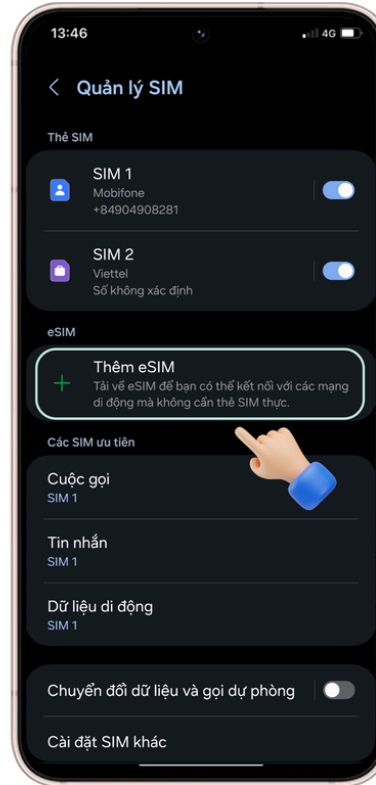 13:46
4G
Quản lý SIM
Thẻ SIM
SIM 1
Mobifone
+84904908281
SIM 2
Viettel
Số không xác định
eSIM
Thêm eSIM
Tải về eSIM để bạn có thể kết nối với các mạng
di động mà không cần thẻ SIM thực.
Các SIM ưu tiên
Cuộc gọi
SIM 1
Tin nhắn
SIM 1
Dữ liệu di động
SIM 1
Chuyển đổi dữ liệu và gọi dự phòng
Cài đặt SIM khác